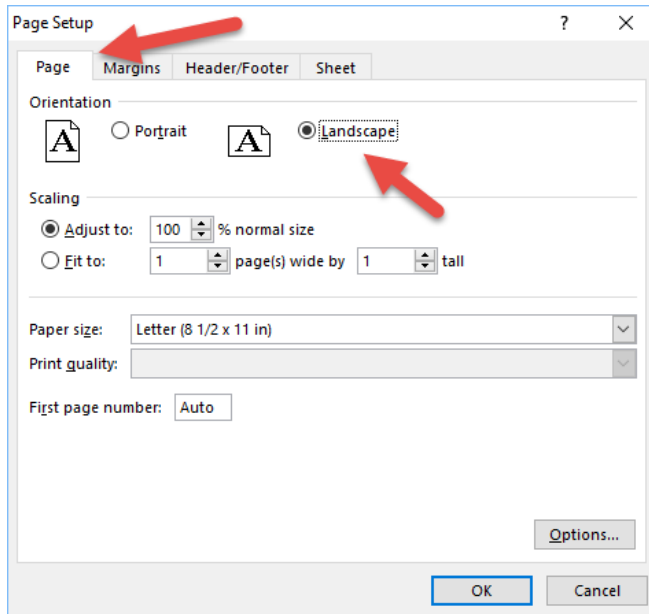 Page Setup ? X
Page Margins Header/Footer Sheet
Orientation
A Portrait A Landscape
Scaling
Adjust to: 100 % normal size
Fit to: 1 page(s) wide by 1 tall
Paper size: Letter (8 1/2 x 11 in)
Print quality:
First page number: Auto
Options...
OK Cancel